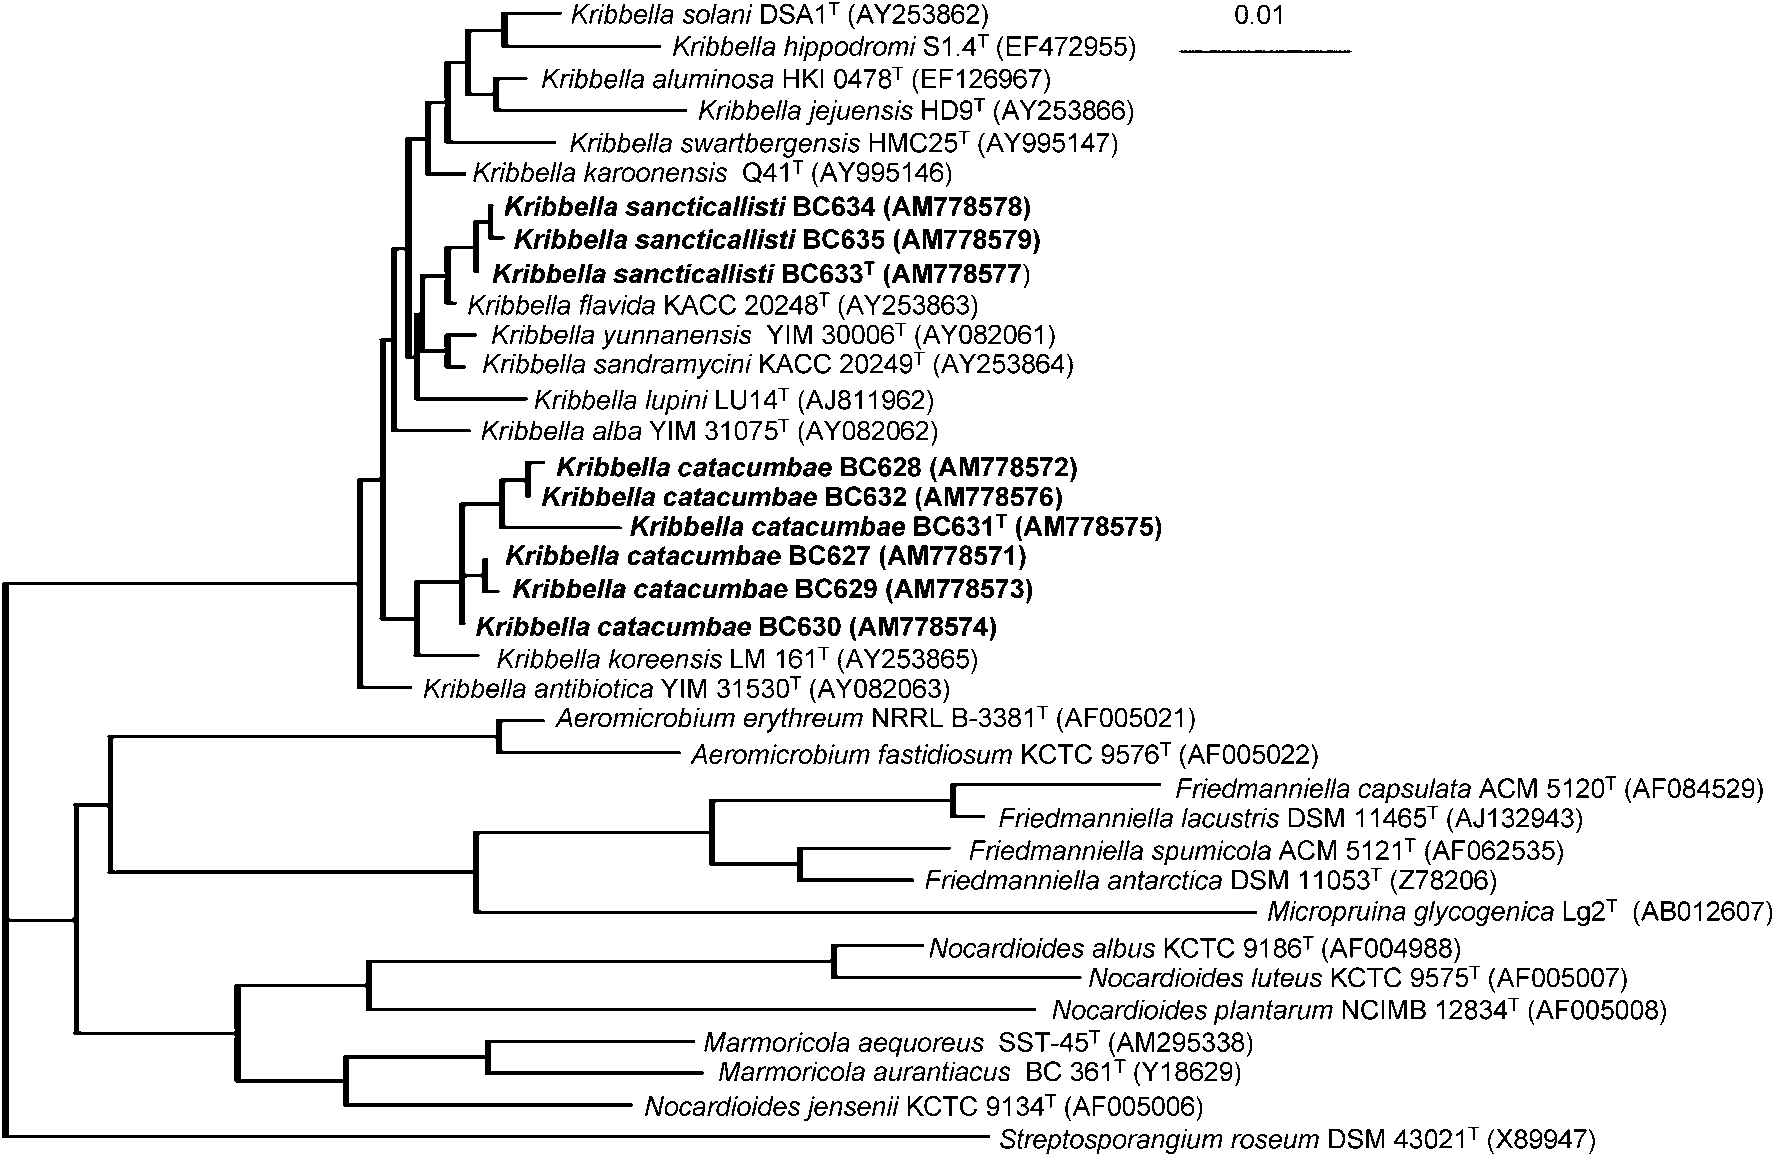 Kribbella solani DSA1ᵀ (AY253862)
0.01
Kribbella hippodromi S1.4ᵀ (EF472955)
Kribbella aluminosa HKI 0478ᵀ (EF126967)
Kribbella jejuensis HD9ᵀ (AY253866)
Kribbella swartbergensis HMC25ᵀ (AY995147)
Kribbella karoonensis Q41ᵀ (AY995146)
Kribbella sancticallisti BC634 (AM778578)
Kribbella sancticallisti BC635 (AM778579)
Kribbella sancticallisti BC633ᵀ (AM778577)
Kribbella flavida KACC 20248ᵀ (AY253863)
Kribbella yunnanensis YIM 30006ᵀ (AY082061)
Kribbella sandramycini KACC 20249ᵀ (AY253864)
Kribbella lupini LU14ᵀ (AJ811962)
Kribbella alba YIM 31075ᵀ (AY082062)
Kribbella catacumbae BC628 (AM778572)
Kribbella catacumbae BC632 (AM778576)
Kribbella catacumbae BC631ᵀ (AM778575)
Kribbella catacumbae BC627 (AM778571)
Kribbella catacumbae BC629 (AM778573)
Kribbella catacumbae BC630 (AM778574)
Kribbella koreensis LM 161ᵀ (AY253865)
Kribbella antibiotica YIM 31530ᵀ (AY082063)
Aeromicrobium erythreum NRRL B-3381ᵀ (AF005021)
Aeromicrobium fastidiosum KCTC 9576ᵀ (AF005022)
Friedmanniella capsulata ACM 5120ᵀ (AF084529)
Friedmanniella lacustris DSM 11465ᵀ (AJ132943)
Friedmanniella spumicola ACM 5121ᵀ (AF062535)
Friedmanniella antarctica DSM 11053ᵀ (Z78206)
Micropruina glycogenica Lg2ᵀ (AB012607)
Nocardioides albus KCTC 9186ᵀ (AF004988)
Nocardioides luteus KCTC 9575ᵀ (AF005007)
Nocardioides plantarum NCIMB 12834ᵀ (AF005008)
Marmoricola aequoreus SST-45ᵀ (AM295338)
Marmoricola aurantiacus BC 361ᵀ (Y18629)
Nocardioides jensenii KCTC 9134ᵀ (AF005006)
Streptosporangium roseum DSM 43021ᵀ (X89947)